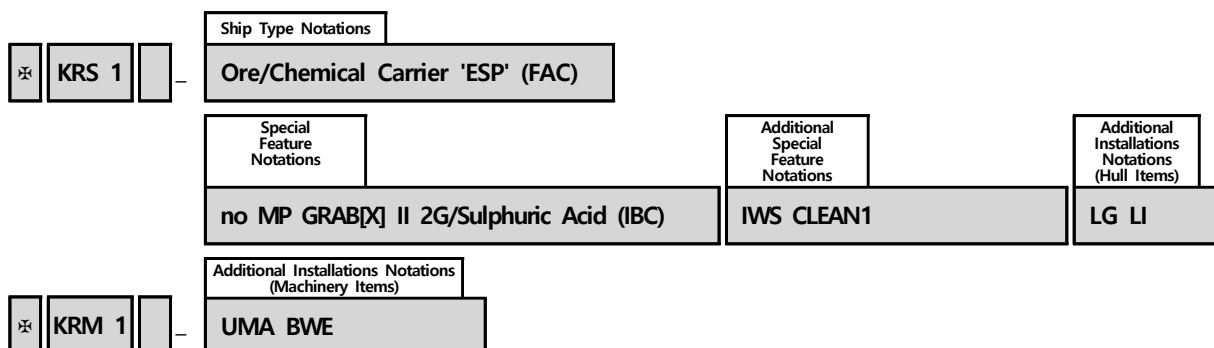 Ship Type Notations
✠ KRS 1 _ Ore/Chemical Carrier 'ESP' (FAC)
Special
Feature
Notations
Additional
Special
Feature
Notations
Additional
Installations
Notations
(Hull Items)
no MP GRAB[X] II 2G/Sulphuric Acid (IBC)
IWS CLEAN1
LG LI
Additional Installations Notations
(Machinery Items)
✠ KRM 1 _ UMA BWE